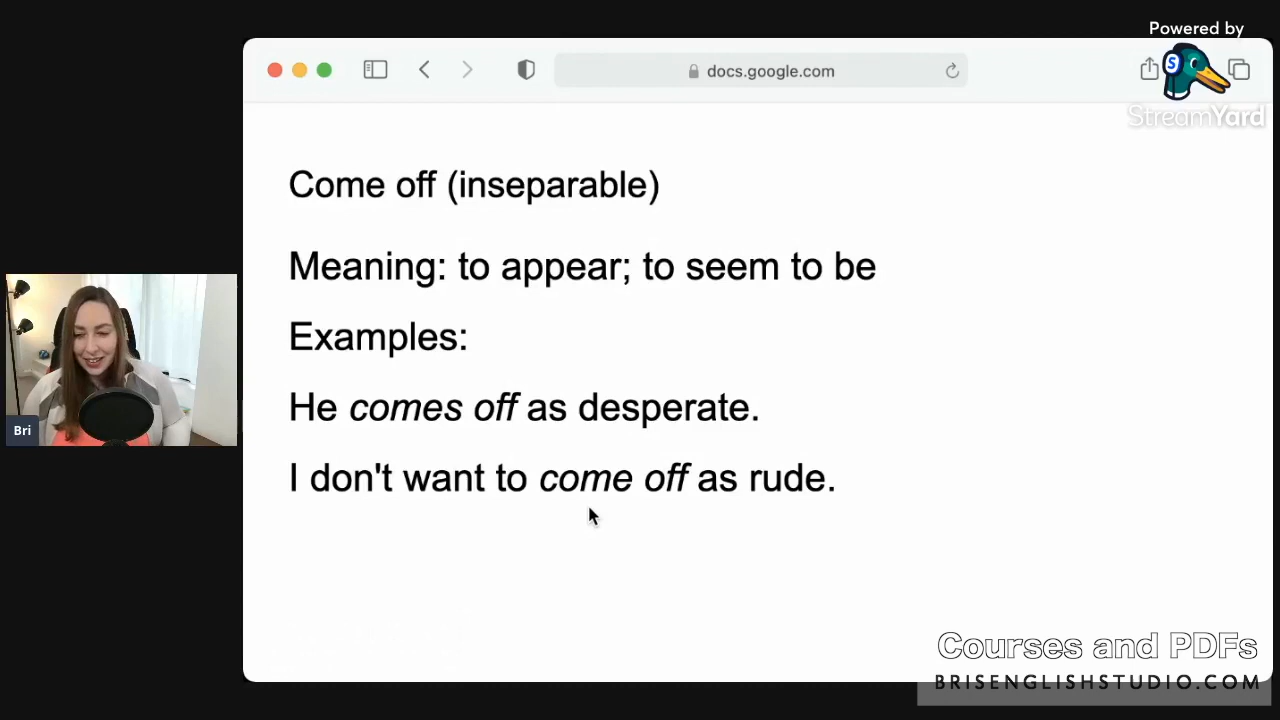 Powered by
docs.google.com
S
StreamYard
Come off (inseparable)
Meaning: to appear; to seem to be
Examples:
He comes off as desperate.
I don't want to come off as rude.
Bri
Courses and PDFs
BRISENGLISHSTUDIO.COM